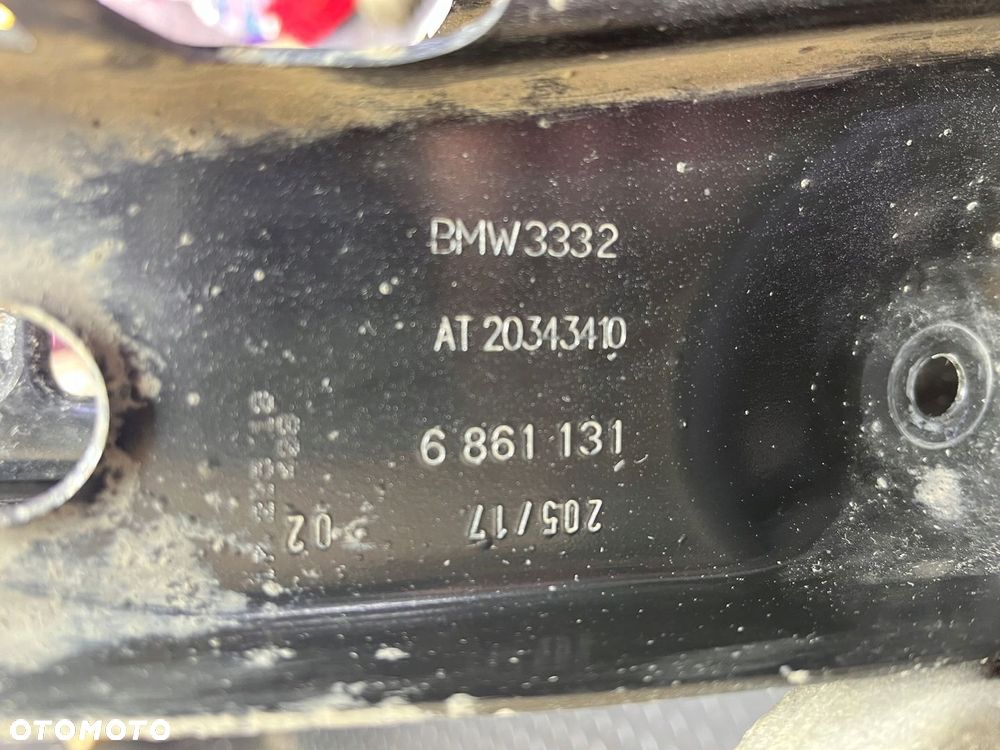 BMW3332
AT 20343410
6 861 131
205/17
02
OTOMOTO